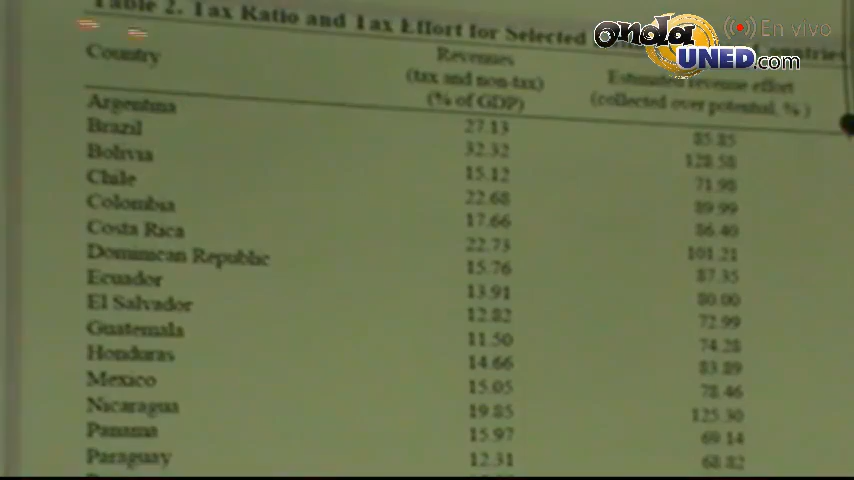 Table 2. Tax Ratio and Tax Effort for Selected Countries
onda UNED.com
En vivo
Country Revenues (tax and non-tax) (% of GDP) Estimated revenue effort (collected over potential, %)
Argentina 27.13 85.85
Brazil 32.32 128.58
Bolivia 15.12 71.98
Chile 22.68 89.99
Colombia 17.66 86.40
Costa Rica 22.73 101.21
Dominican Republic 15.76 87.35
Ecuador 13.91 80.00
El Salvador 12.82 72.99
Guatemala 11.50 74.28
Honduras 14.66 83.89
Mexico 15.05 78.46
Nicaragua 19.85 125.30
Panama 15.97 69.14
Paraguay 12.31 68.82